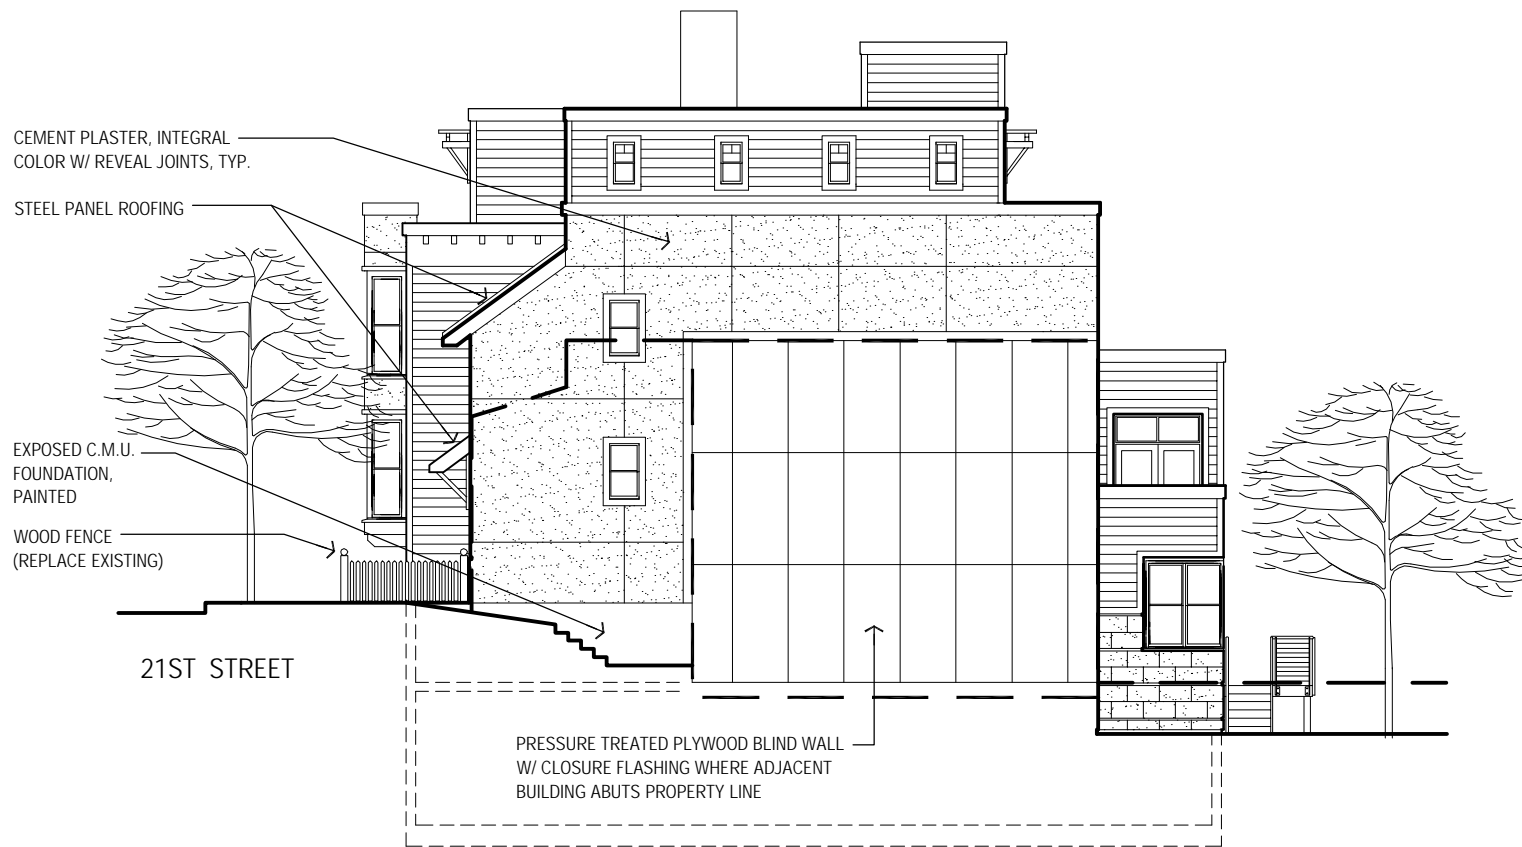 CEMENT PLASTER, INTEGRAL
COLOR W/ REVEAL JOINTS, TYP.
STEEL PANEL ROOFING
EXPOSED C.M.U.
FOUNDATION,
PAINTED
WOOD FENCE
(REPLACE EXISTING)
21ST STREET
PRESSURE TREATED PLYWOOD BLIND WALL
W/ CLOSURE FLASHING WHERE ADJACENT
BUILDING ABUTS PROPERTY LINE